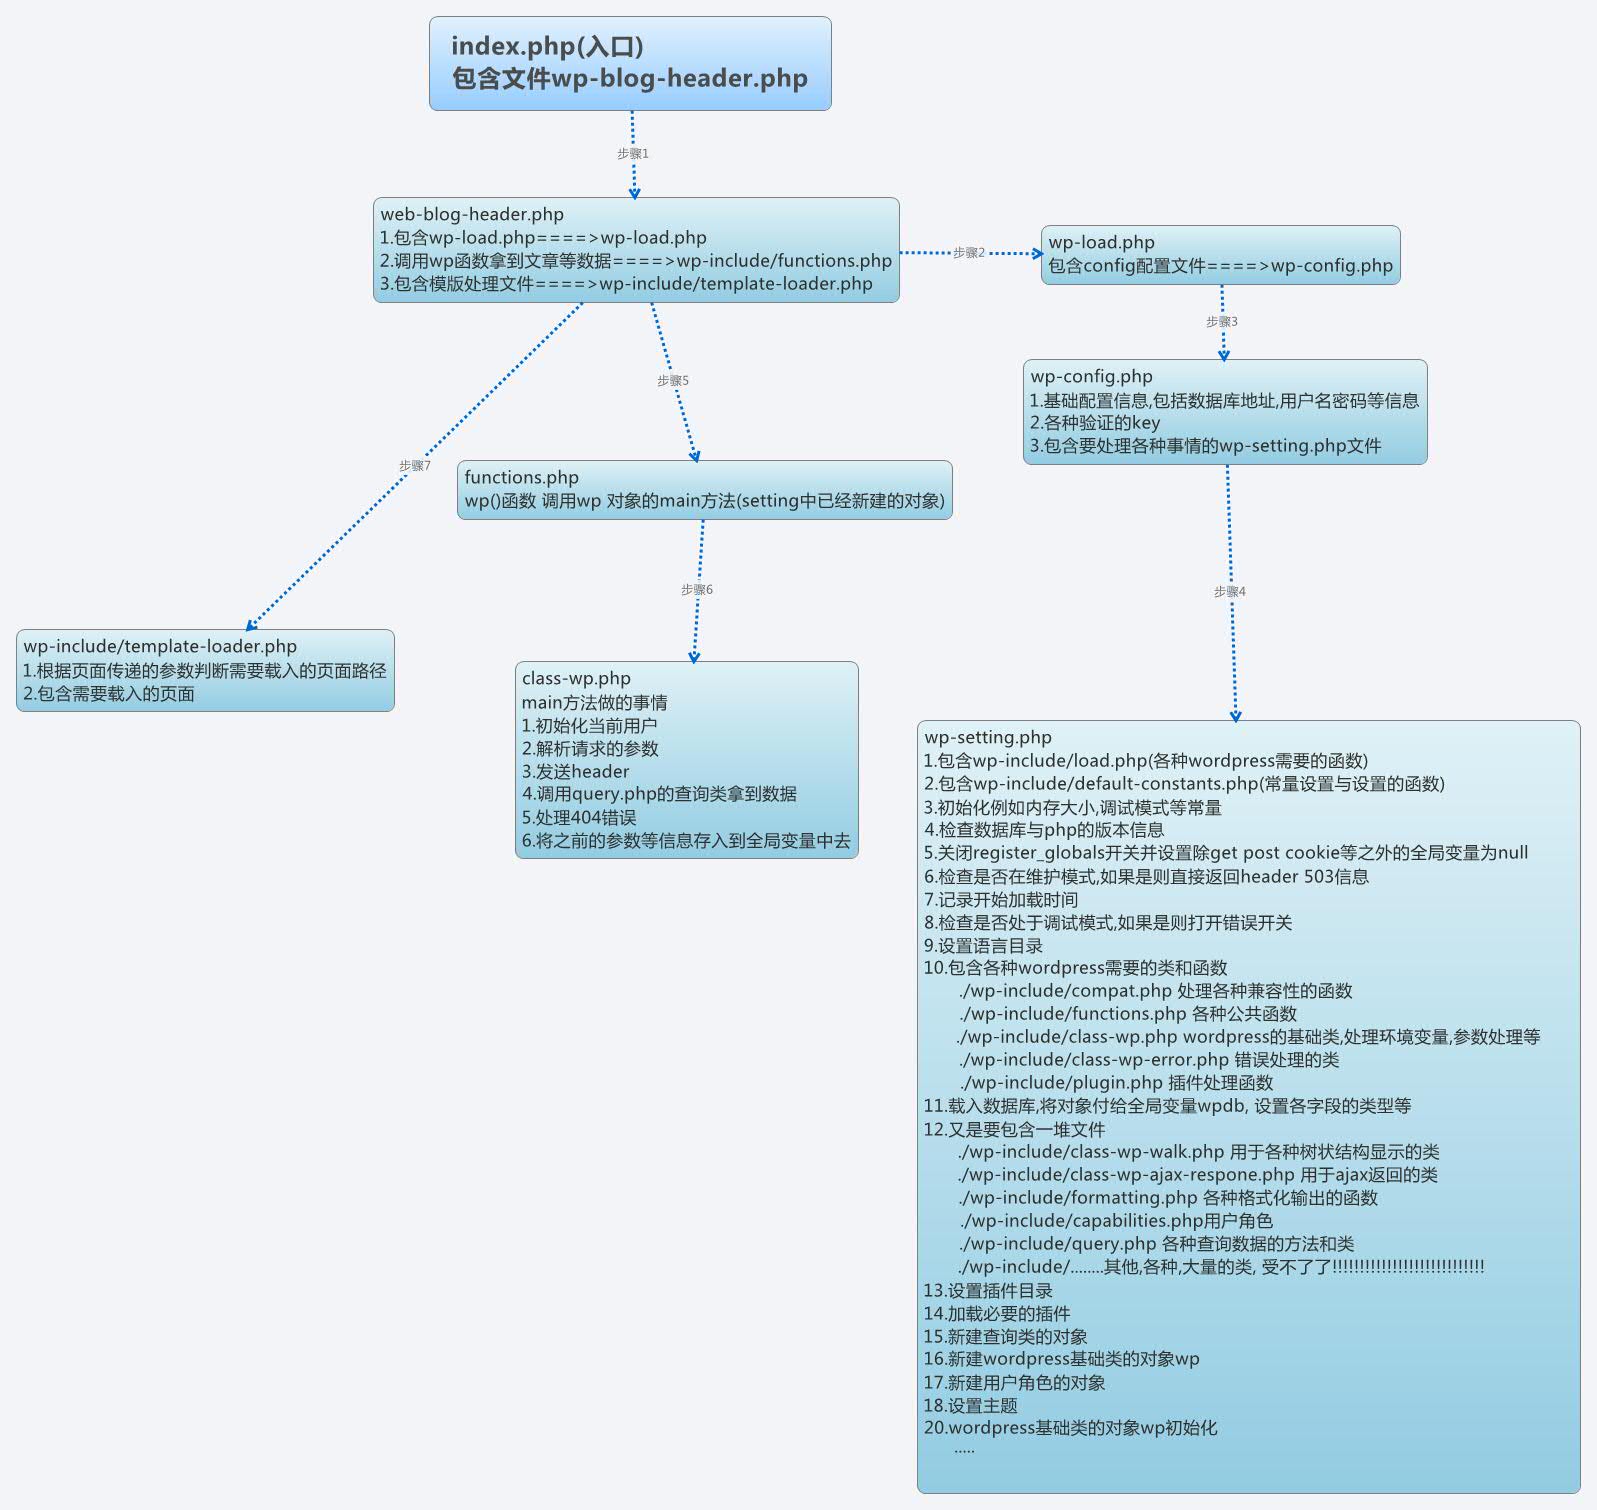 index.php(入口)
包含文件wp-blog-header.php
步骤1
web-blog-header.php
1.包含wp-load.php====>wp-load.php
2.调用wp函数拿到文章等数据====>wp-include/functions.php
3.包含模版处理文件====>wp-include/template-loader.php
步骤2
wp-load.php
包含config配置文件====>wp-config.php
步骤3
wp-config.php
1.基础配置信息,包括数据库地址,用户名密码等信息
2.各种验证的key
3.包含要处理各种事情的wp-setting.php文件
步骤4
wp-setting.php
1.包含wp-include/load.php(各种wordpress需要的函数)
2.包含wp-include/default-constants.php(常量设置与设置的函数)
3.初始化例如内存大小,调试模式等常量
4.检查数据库与php的版本信息
5.关闭register_globals开关并设置除get post cookie等之外的全局变量为null
6.检查是否在维护模式,如果是则直接返回header 503信息
7.记录开始加载时间
8.检查是否处于调试模式,如果是则打开错误开关
9.设置语言目录
10.包含各种wordpress需要的类和函数
./wp-include/compat.php 处理各种兼容性的函数
./wp-include/functions.php 各种公共函数
./wp-include/class-wp.php wordpress的基础类,处理环境变量,参数处理等
./wp-include/class-wp-error.php 错误处理的类
./wp-include/plugin.php 插件处理函数
11.载入数据库,将对象付给全局变量wpdb, 设置各字段的类型等
12.又是要包含一堆文件
./wp-include/class-wp-walk.php 用于各种树状结构显示的类
./wp-include/class-wp-ajax-respone.php 用于ajax返回的类
./wp-include/formatting.php 各种格式化输出的函数
./wp-include/capabilities.php用户角色
./wp-include/query.php 各种查询数据的方法和类
./wp-include/........其他,各种,大量的类, 受不了了!!!!!!!!!!!!!!!!!!!!!!!!!!!!
13.设置插件目录
14.加载必要的插件
15.新建查询类的对象
16.新建wordpress基础类的对象wp
17.新建用户角色的对象
18.设置主题
20.wordpress基础类的对象wp初始化
.....
步骤5
functions.php
wp()函数 调用wp 对象的main方法(setting中已经新建的对象)
步骤6
class-wp.php
main方法做的事情
1.初始化当前用户
2.解析请求的参数
3.发送header
4.调用query.php的查询类拿到数据
5.处理404错误
6.将之前的参数等信息存入到全局变量中去
步骤7
wp-include/template-loader.php
1.根据页面传递的参数判断需要载入的页面路径
2.包含需要载入的页面